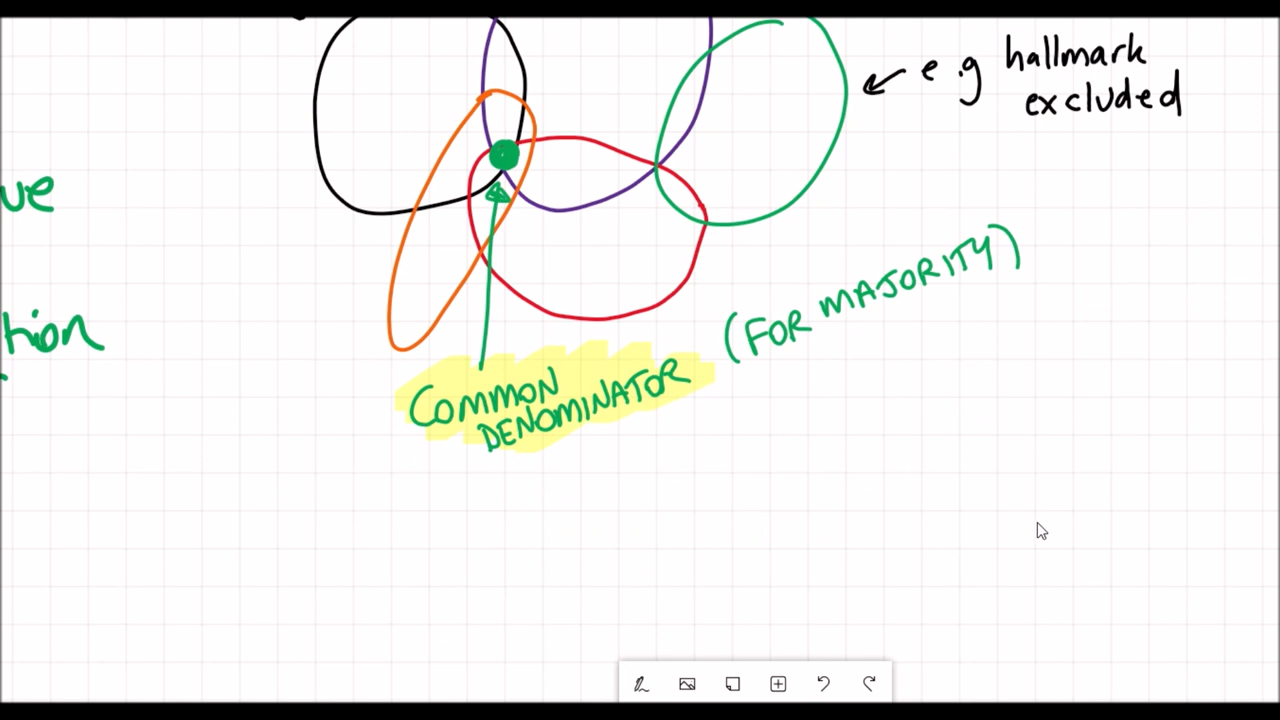 e.g hallmark
excluded
ue
tion
(FOR MAJORITY)
COMMON
DENOMINATOR